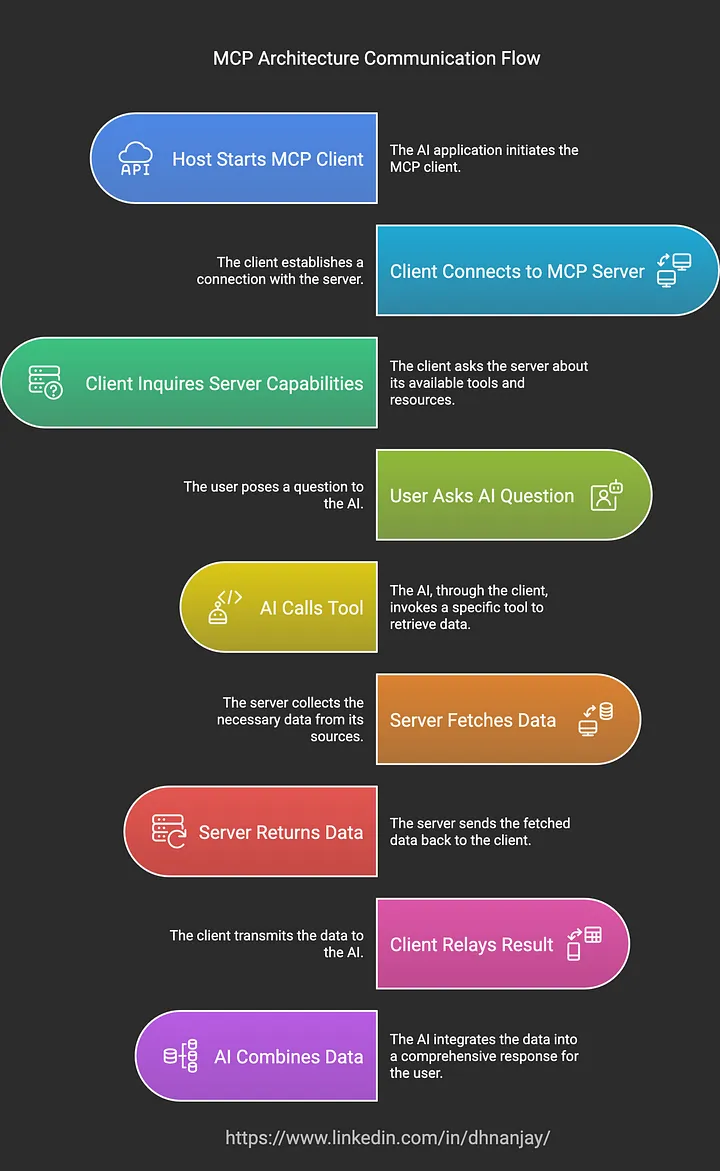 MCP Architecture Communication Flow
API
Host Starts MCP Client
The AI application initiates the
MCP client.
The client establishes a
connection with the server.
Client Connects to MCP Server
Client Inquires Server Capabilities
The client asks the server about
its available tools and
resources.
The user poses a question to
the AI.
User Asks AI Question
AI Calls Tool
The AI, through the client,
invokes a specific tool to
retrieve data.
The server collects the
necessary data from its
sources.
Server Fetches Data
Server Returns Data
The server sends the fetched
data back to the client.
The client transmits the data to
the AI.
Client Relays Result
AI Combines Data
The AI integrates the data into
a comprehensive response for
the user.
https://www.linkedin.com/in/dhnanjay/